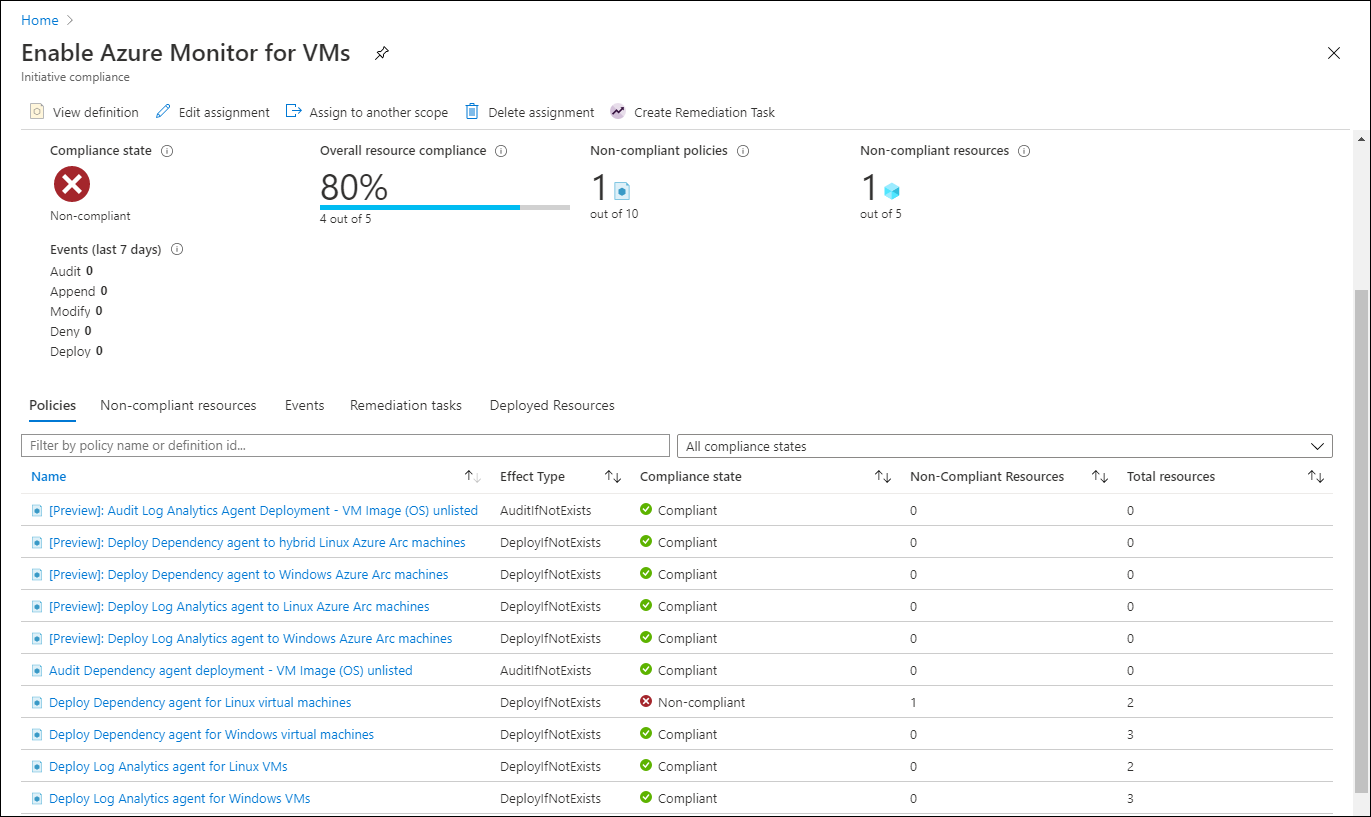 Home
Enable Azure Monitor for VMs
Initiative compliance
View definition Edit assignment Assign to another scope Delete assignment Create Remediation Task
Compliance state Overall resource compliance Non-compliant policies Non-compliant resources
80% 1 1
Non-compliant 4 out of 5 out of 10 out of 5
Events (last 7 days)
Audit 0
Append 0
Modify 0
Deny 0
Deploy 0
Policies Non-compliant resources Events Remediation tasks Deployed Resources
Filter by policy name or definition id... All compliance states
Name Effect Type Compliance state Non-Compliant Resources Total resources
[Preview]: Audit Log Analytics Agent Deployment - VM Image (OS) unlisted AuditIfNotExists Compliant 0 0
[Preview]: Deploy Dependency agent to hybrid Linux Azure Arc machines DeployIfNotExists Compliant 0 0
[Preview]: Deploy Dependency agent to Windows Azure Arc machines DeployIfNotExists Compliant 0 0
[Preview]: Deploy Log Analytics agent to Linux Azure Arc machines DeployIfNotExists Compliant 0 0
[Preview]: Deploy Log Analytics agent to Windows Azure Arc machines DeployIfNotExists Compliant 0 0
Audit Dependency agent deployment - VM Image (OS) unlisted AuditIfNotExists Compliant 0 0
Deploy Dependency agent for Linux virtual machines DeployIfNotExists Non-compliant 1 2
Deploy Dependency agent for Windows virtual machines DeployIfNotExists Compliant 0 3
Deploy Log Analytics agent for Linux VMs DeployIfNotExists Compliant 0 2
Deploy Log Analytics agent for Windows VMs DeployIfNotExists Compliant 0 3